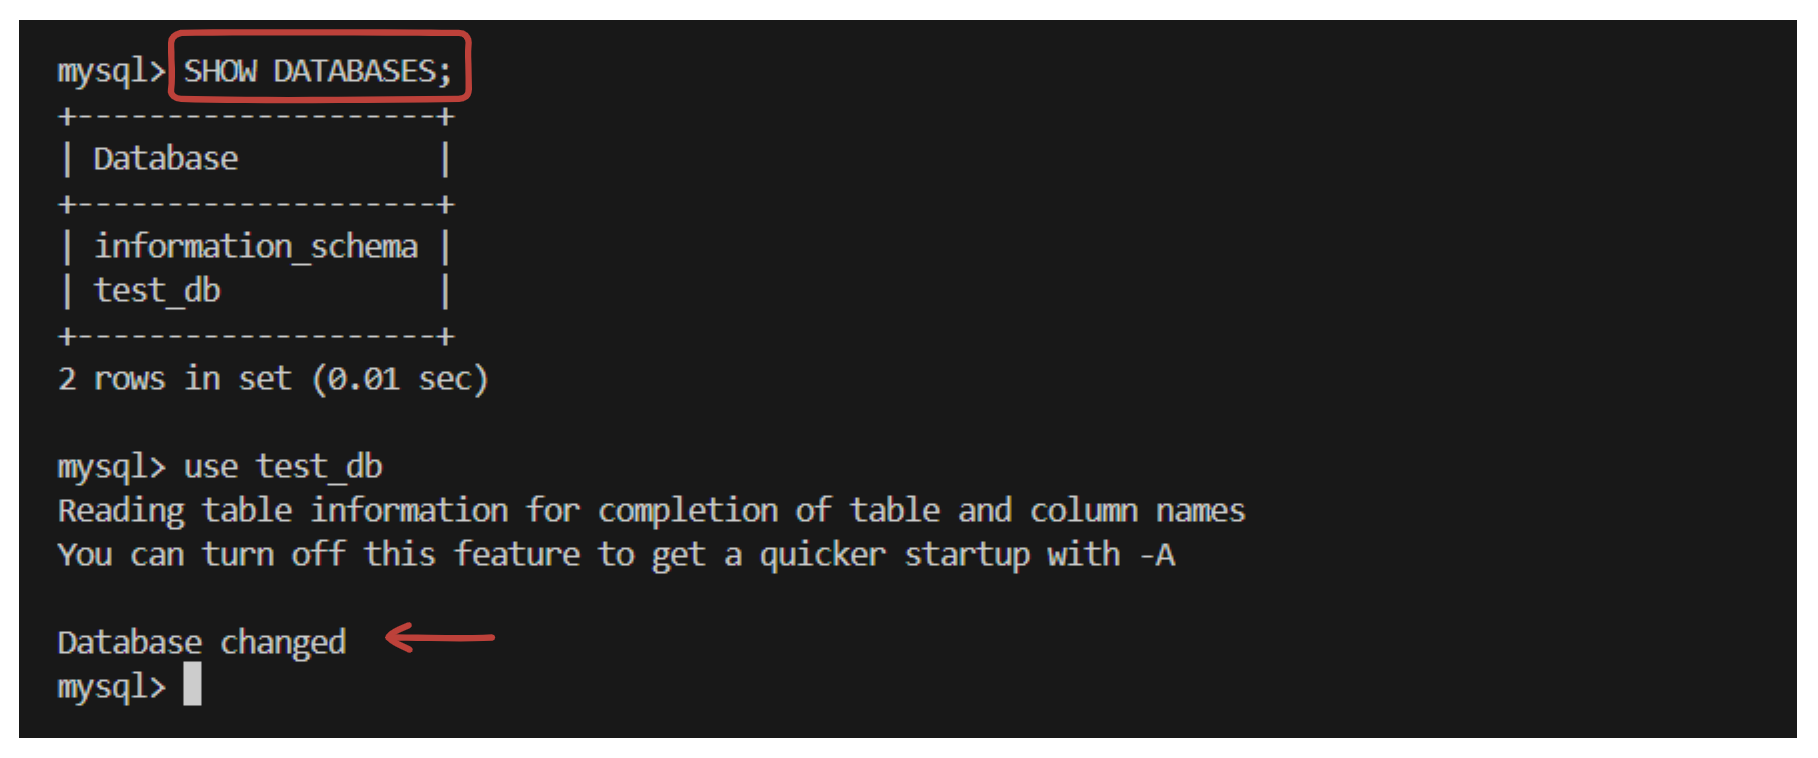 mysql> SHOW DATABASES;
+--------------------+
| Database           |
+--------------------+
| information_schema |
| test_db            |
+--------------------+
2 rows in set (0.01 sec)
mysql> use test_db
Reading table information for completion of table and column names
You can turn off this feature to get a quicker startup with -A
Database changed
mysql>